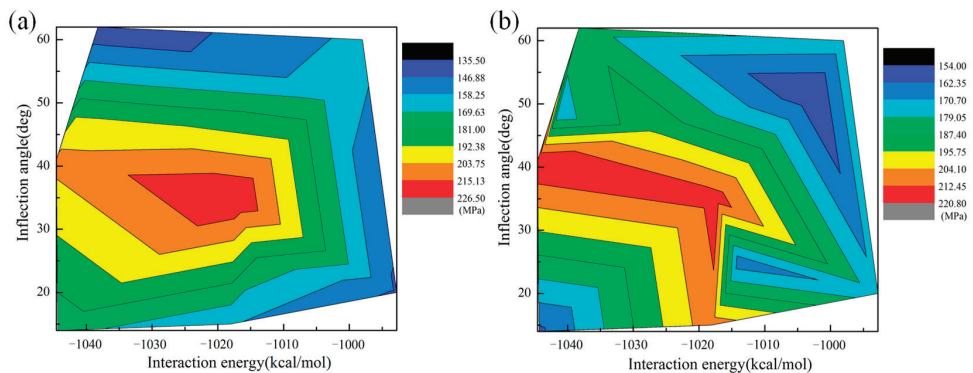 (a)
60
50
40
30
20
Inflection angle(deg)
−1040 −1030 −1020 −1010 −1000
Interaction energy(kcal/mol)
135.50
146.88
158.25
169.63
181.00
192.38
203.75
215.13
226.50
(MPa)
(b)
60
50
40
30
20
Inflection angle(deg)
−1040 −1030 −1020 −1010 −1000
Interaction energy(kcal/mol)
154.00
162.35
170.70
179.05
187.40
195.75
204.10
212.45
220.80
(MPa)